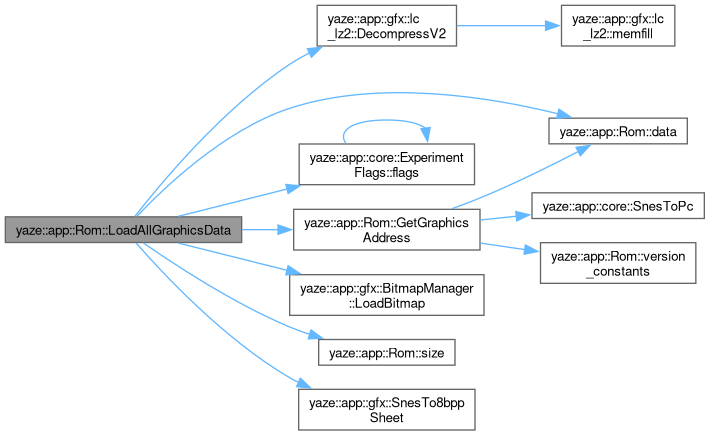 yaze::app::gfx::lc
_lz2::DecompressV2
yaze::app::gfx::lc
_lz2::memfill
yaze::app::Rom::data
yaze::app::core::Experiment
Flags::flags
yaze::app::core::SnesToPc
yaze::app::Rom::LoadAllGraphicsData
yaze::app::Rom::GetGraphics
Address
yaze::app::Rom::version
_constants
yaze::app::gfx::BitmapManager
::LoadBitmap
yaze::app::Rom::size
yaze::app::gfx::SnesTo8bpp
Sheet